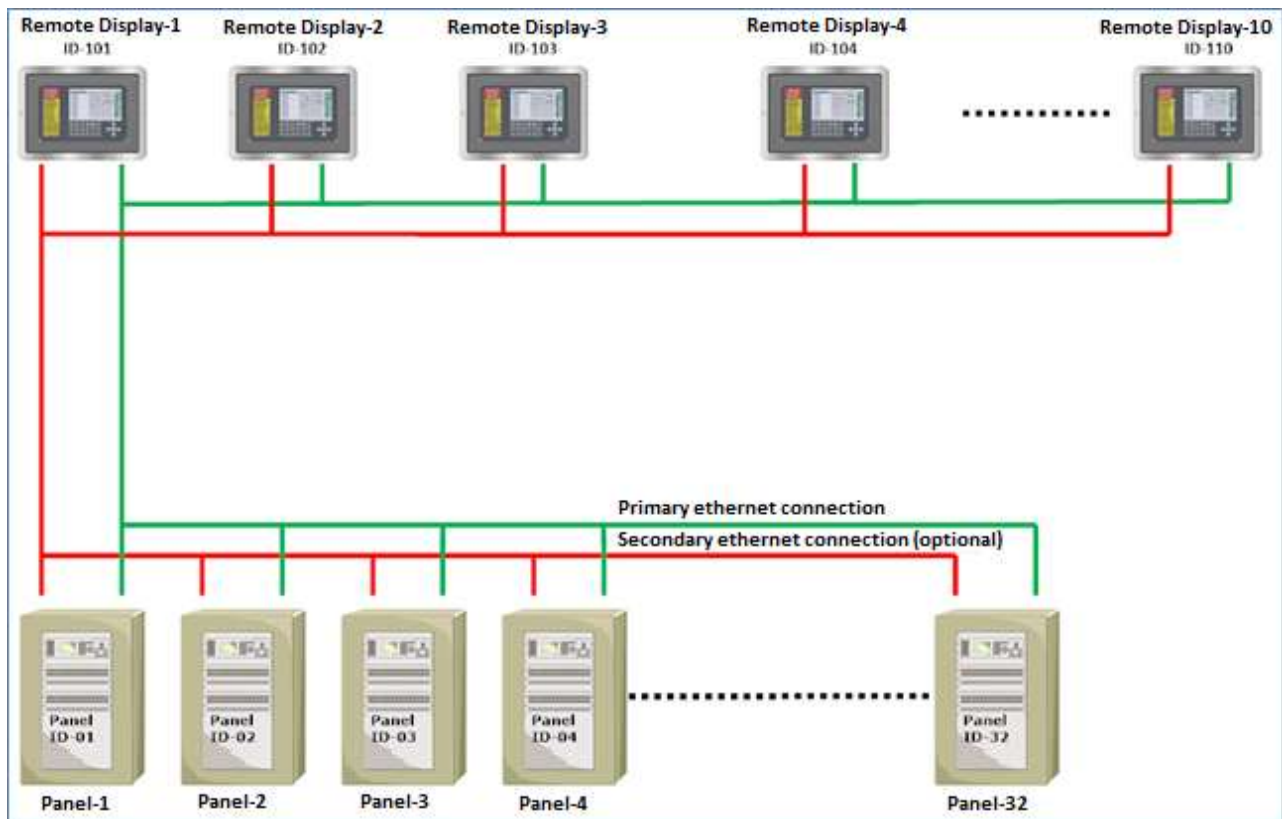 Remote Display-1
ID-101
Remote Display-2
ID-102
Remote Display-3
ID-103
Remote Display-4
ID-104
Remote Display-10
ID-110
Primary ethernet connection
Secondary ethernet connection (optional)
Panel
ID-01
Panel
ID-02
Panel
ID-03
Panel
ID-04
Panel
ID-32
Panel-1
Panel-2
Panel-3
Panel-4
Panel-32